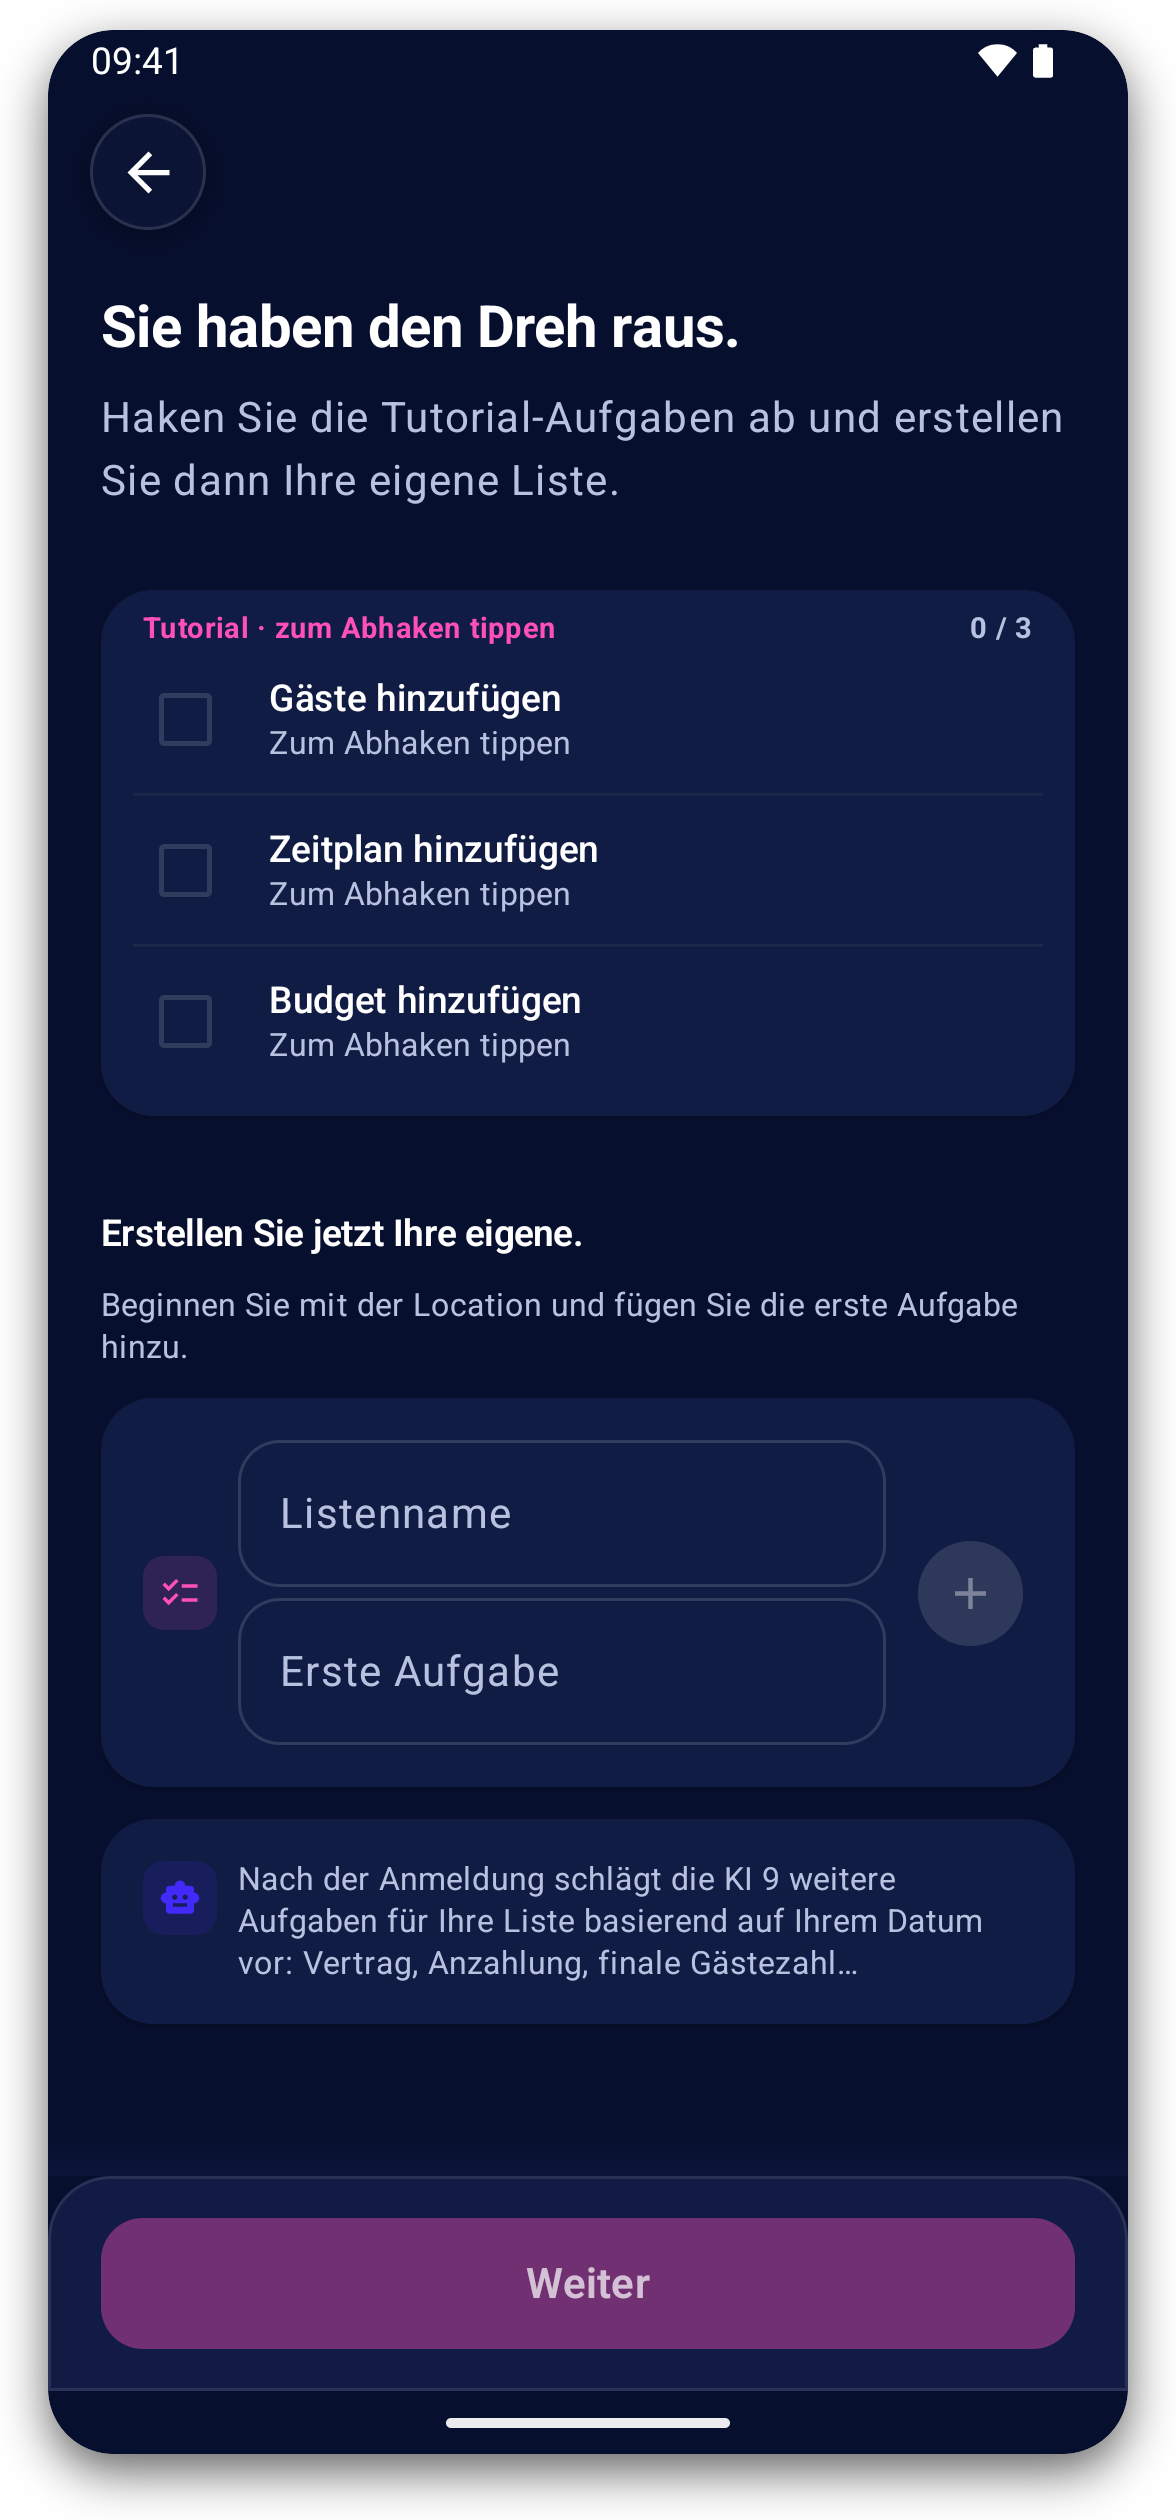 09:41
Sie haben den Dreh raus.
Haken Sie die Tutorial-Aufgaben ab und erstellen
Sie dann Ihre eigene Liste.
Tutorial · zum Abhaken tippen 0 / 3
Gäste hinzufügen
Zum Abhaken tippen
Zeitplan hinzufügen
Zum Abhaken tippen
Budget hinzufügen
Zum Abhaken tippen
Erstellen Sie jetzt Ihre eigene.
Beginnen Sie mit der Location und fügen Sie die erste Aufgabe
hinzu.
Listenname
Erste Aufgabe
Nach der Anmeldung schlägt die KI 9 weitere
Aufgaben für Ihre Liste basierend auf Ihrem Datum
vor: Vertrag, Anzahlung, finale Gästezahl…
Weiter